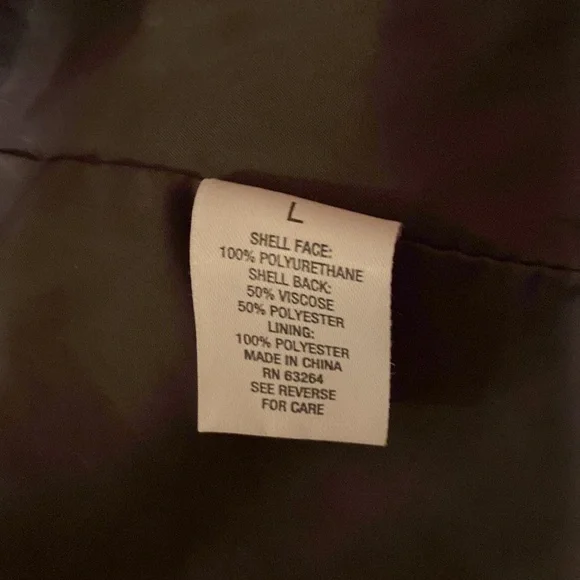 L
SHELL FACE:
100% POLYURETHANE
SHELL BACK:
50% VISCOSE
50% POLYESTER
LINING:
100% POLYESTER
MADE IN CHINA
RN 63264
SEE REVERSE
FOR CARE